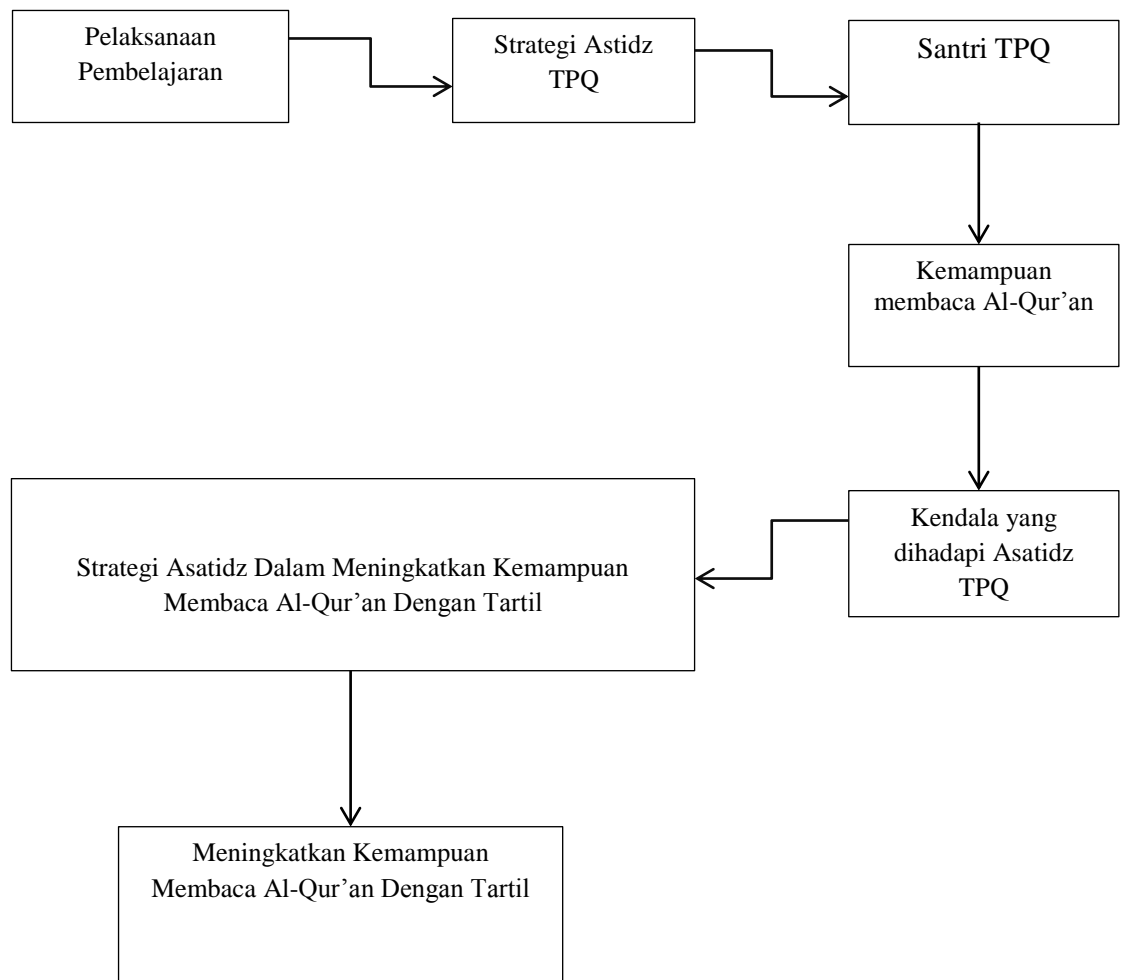 Pelaksanaan
Pembelajaran
Strategi Astidz
TPQ
Santri TPQ
Kemampuan
membaca Al-Qur’an
Kendala yang
dihadapi Asatidz
TPQ
Strategi Asatidz Dalam Meningkatkan Kemampuan
Membaca Al-Qur’an Dengan Tartil
Meningkatkan Kemampuan
Membaca Al-Qur’an Dengan Tartil